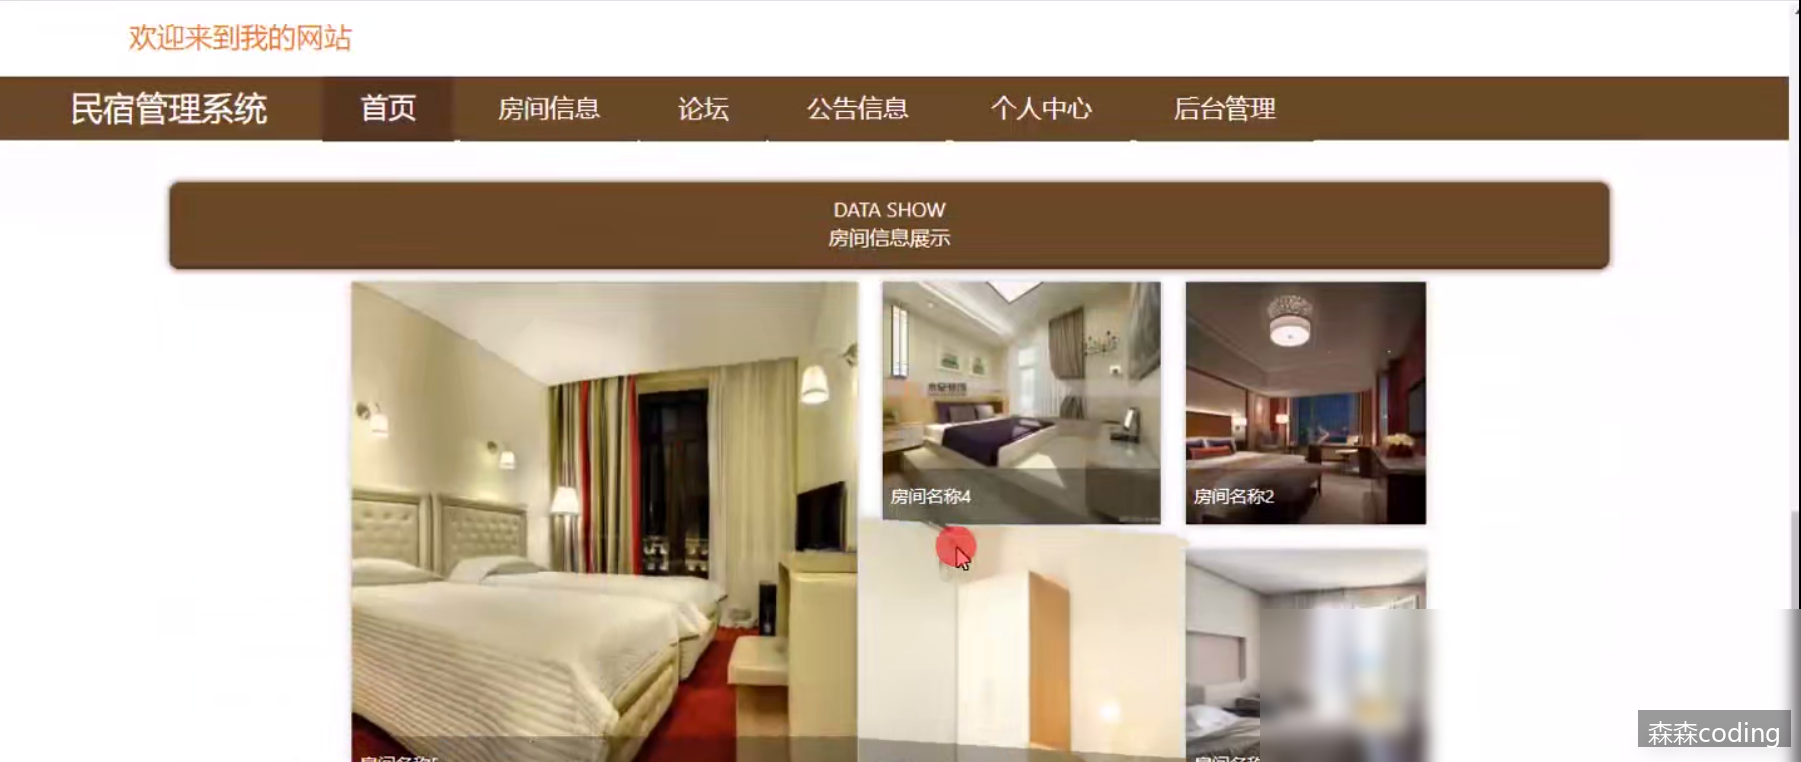 欢迎来到我的网站
民宿管理系统 首页 房间信息 论坛 公告信息 个人中心 后台管理
DATA SHOW
房间信息展示
房间名称4
房间名称2
森森coding